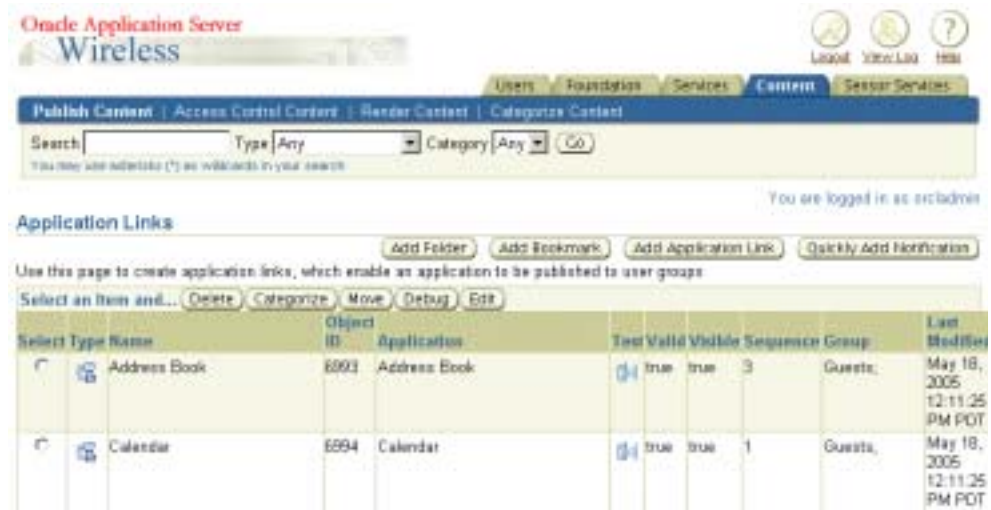 Oracle Application Server
Wireless
Logout View Log Help
Users Foundation Services Content Sensor Services
Publish Content | Access Control Content | Render Content | Categorize Content
Search Type Any Category Any Go
You may use asterisks (*) as wildcards in your search
You are logged in as orcladmin
Application Links
Add Folder Add Bookmark Add Application Link Quickly Add Notification
Use this page to create application links, which enable an application to be published to user groups
Select an Item and... Delete Categorize Move Debug Edit
Select Type Name Object ID Application Test Valid Visible Sequence Group Last Modified
Address Book 6993 Address Book true true 3 Guests; May 18, 2005 12:11:25 PM PDT
Calendar 6994 Calendar true true 1 Guests; May 18, 2005 12:11:25 PM PDT